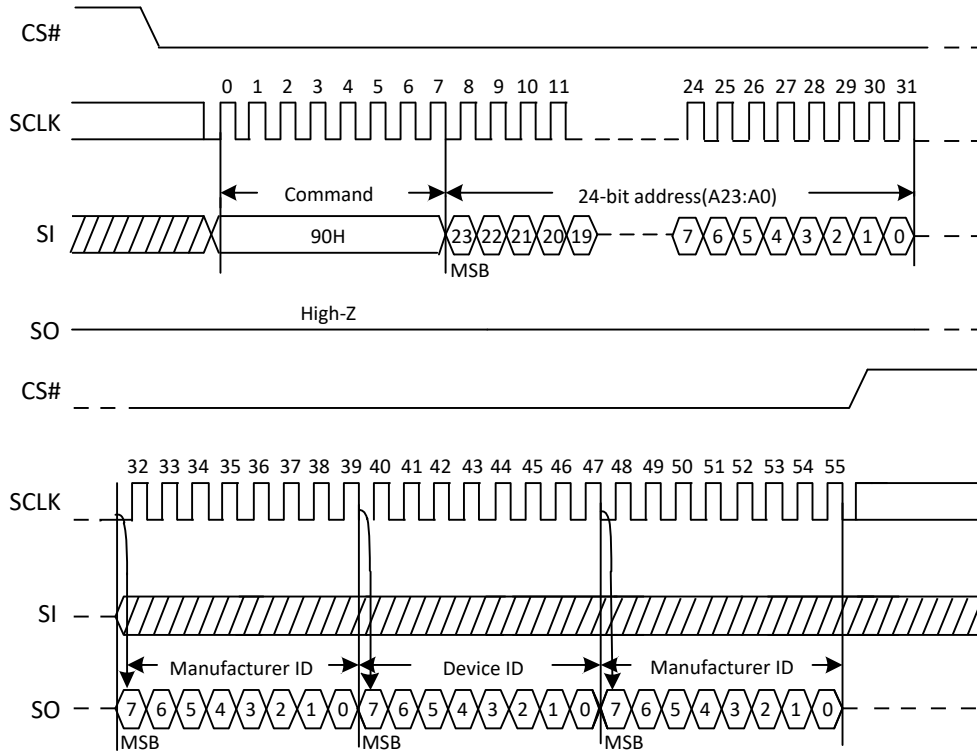 CS#
0 1 2 3 4 5 6 7 8 9 10 11 24 25 26 27 28 29 30 31
SCLK
Command 24-bit address(A23:A0)
SI 90H 23 22 21 20 19 7 6 5 4 3 2 1 0
MSB
High-Z
SO
CS#
32 33 34 35 36 37 38 39 40 41 42 43 44 45 46 47 48 49 50 51 52 53 54 55
SCLK
SI
Manufacturer ID Device ID Manufacturer ID
SO 7 6 5 4 3 2 1 0 7 6 5 4 3 2 1 0 7 6 5 4 3 2 1 0
MSB MSB MSB